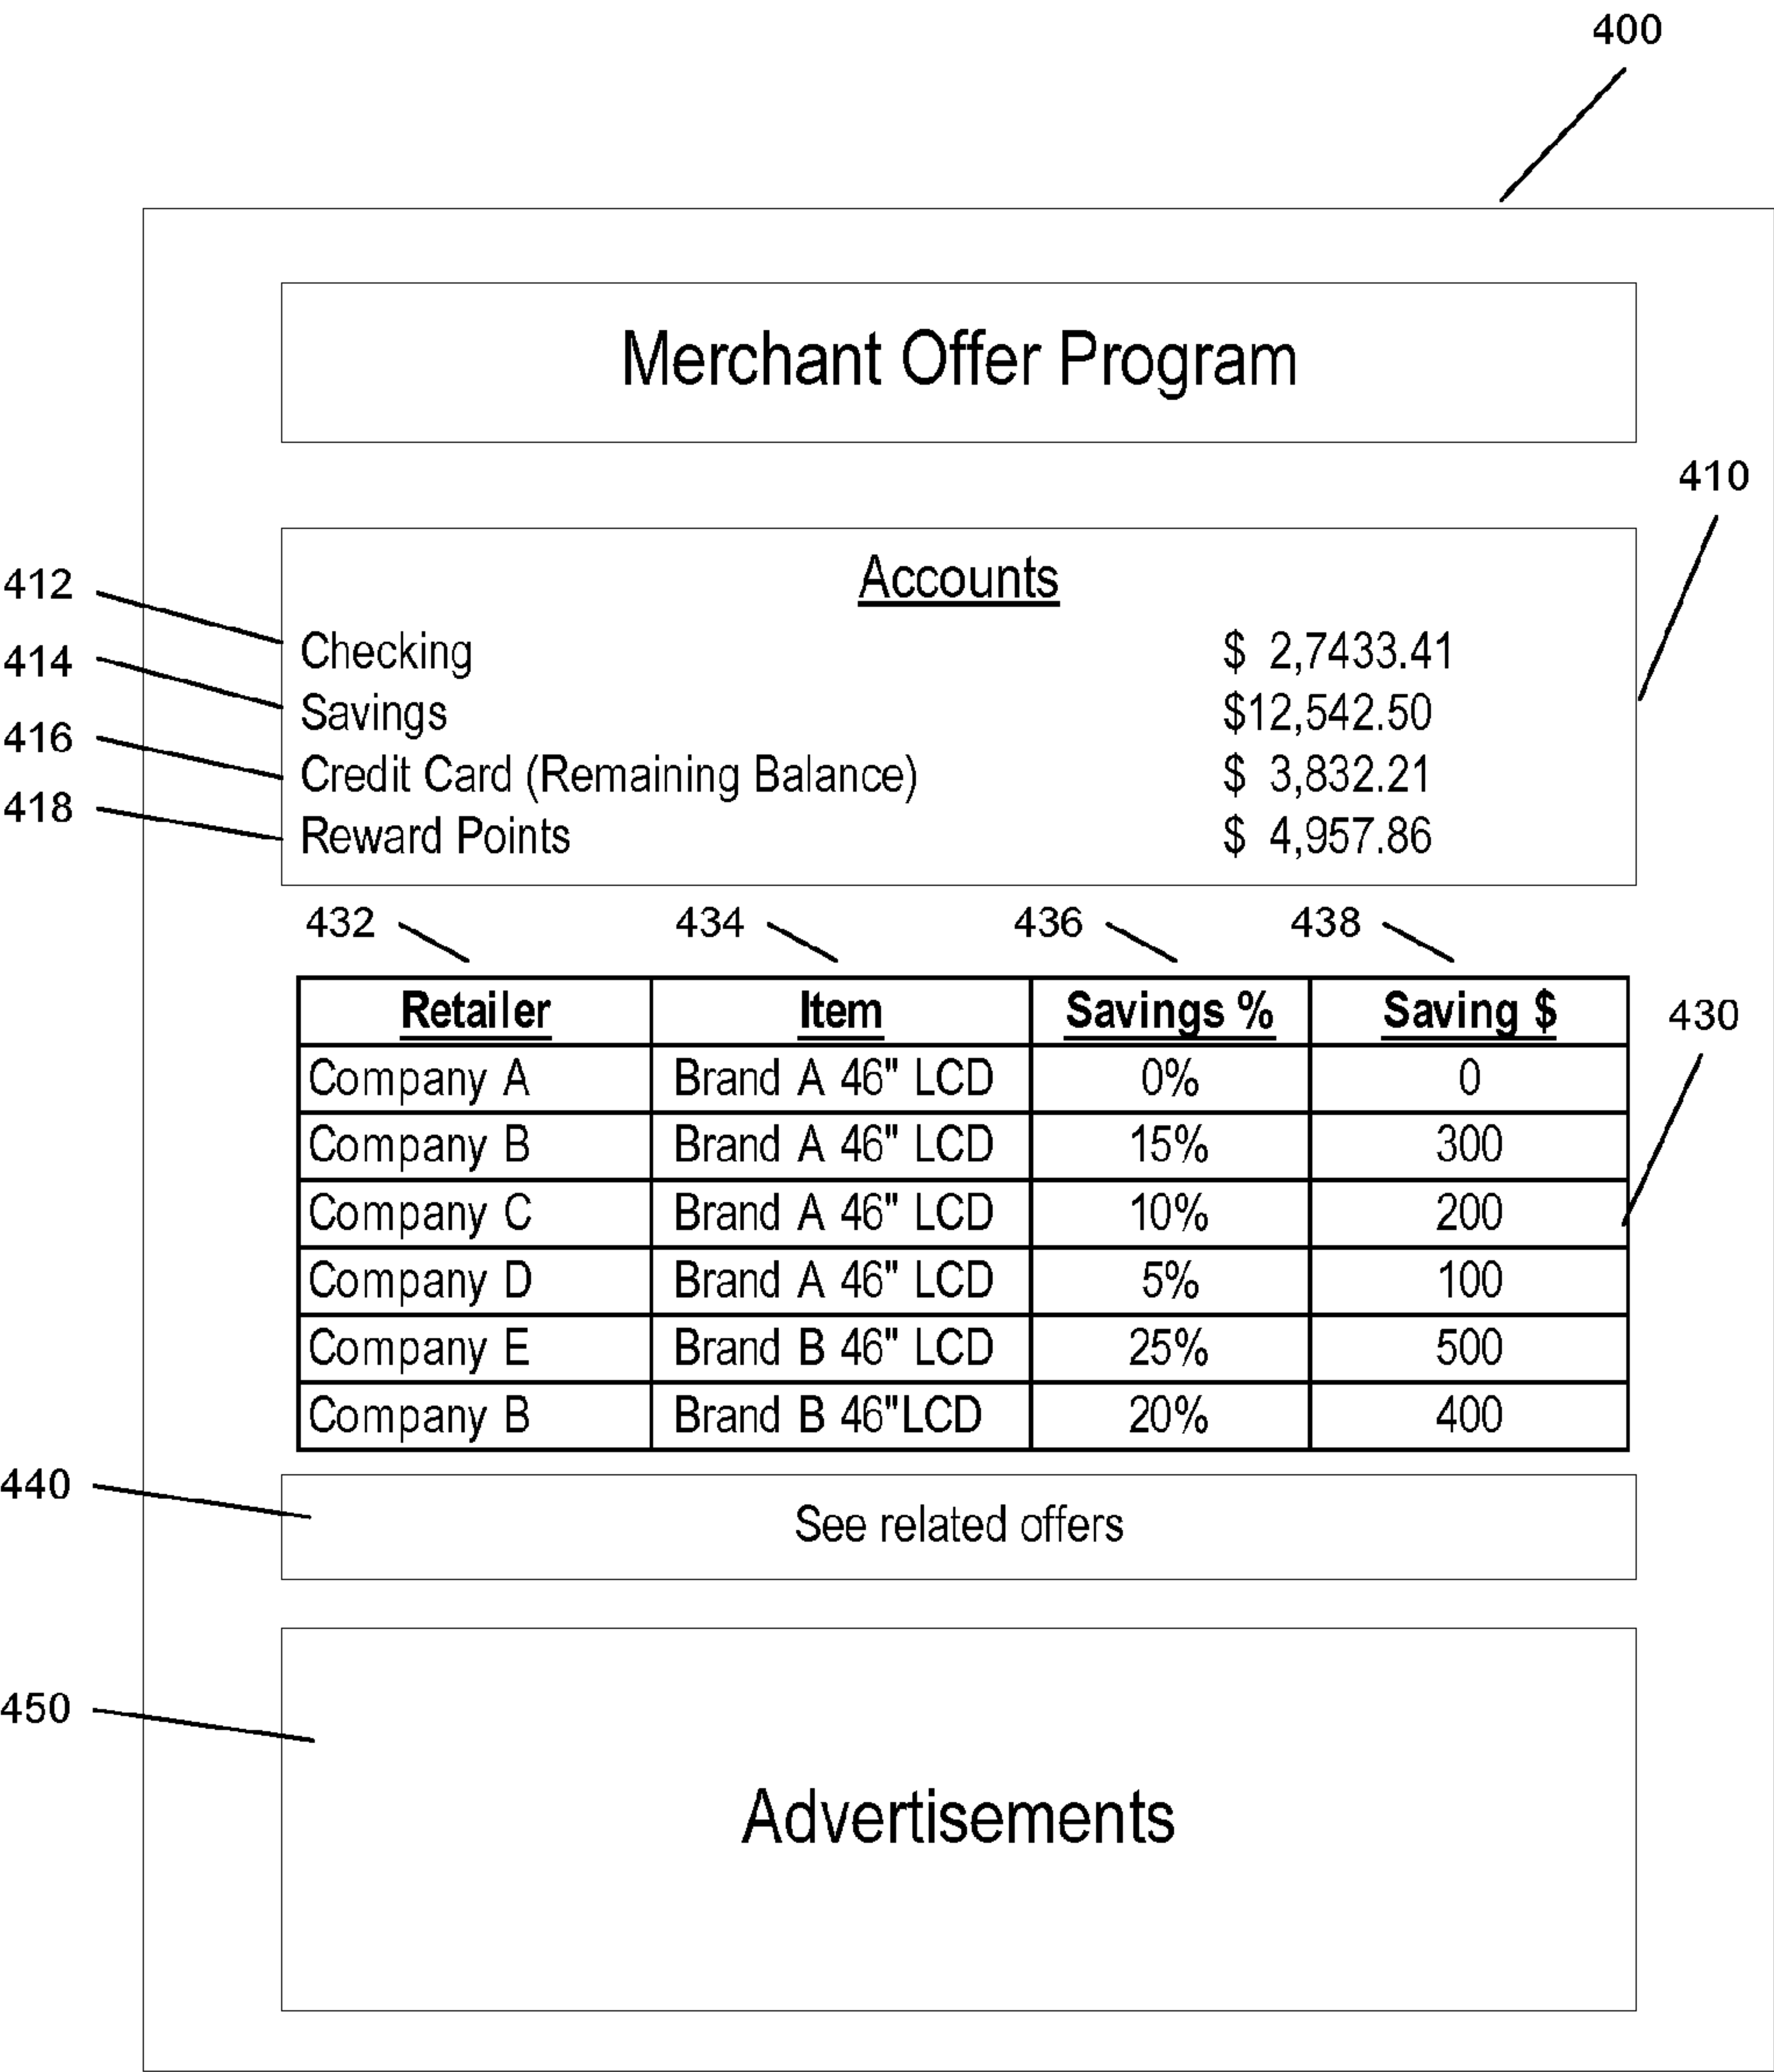 400
Merchant Offer Program
410
Accounts
412 Checking $ 2,7433.41
414 Savings $12,542.50
416 Credit Card (Remaining Balance) $ 3,832.21
418 Reward Points $ 4,957.86
432 434 436 438
Retailer Item Savings % Saving $
430
Company A Brand A 46" LCD 0% 0
Company B Brand A 46" LCD 15% 300
Company C Brand A 46" LCD 10% 200
Company D Brand A 46" LCD 5% 100
Company E Brand B 46" LCD 25% 500
Company B Brand B 46"LCD 20% 400
440 See related offers
450
Advertisements